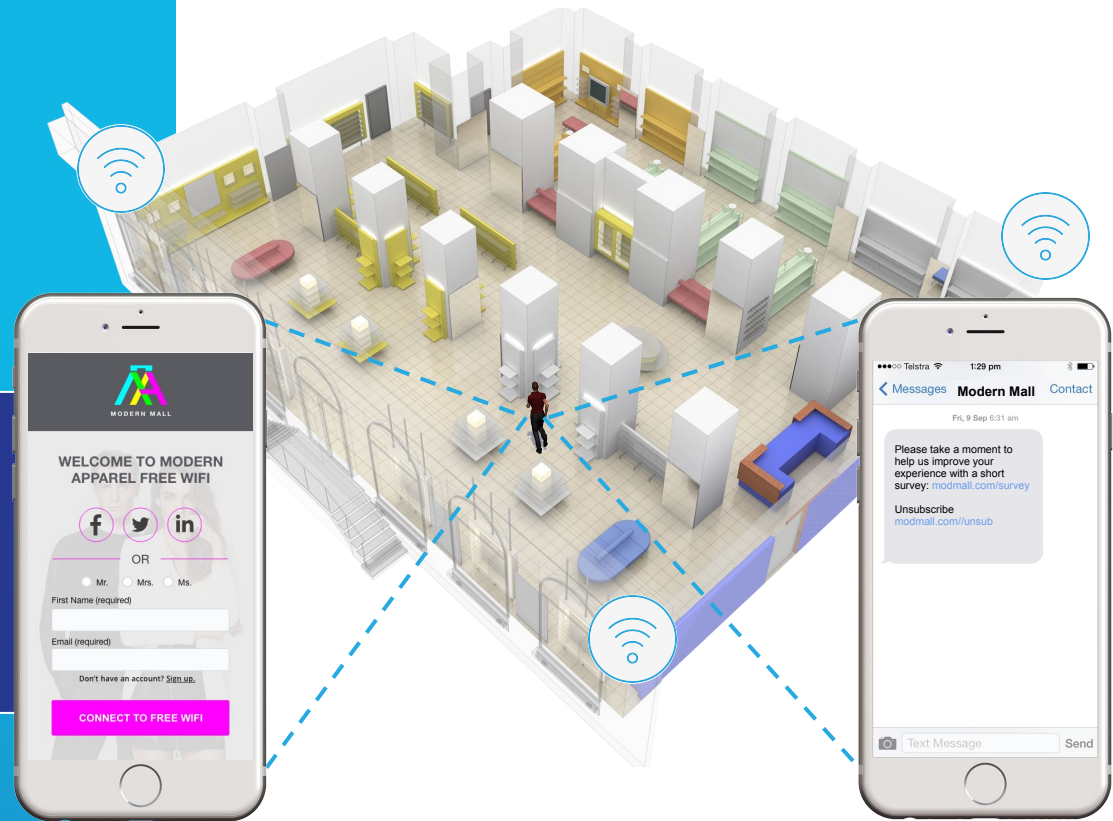 MODERN MALL
WELCOME TO MODERN
APPAREL FREE WIFI
f
in
OR
Mr. Mrs. Ms.
First Name (required)
Email (required)
Don't have an account? Sign up.
CONNECT TO FREE WIFI
Telstra 1:29 pm
Messages Modern Mall Contact
Fri, 9 Sep 6:31 am
Please take a moment to
help us improve your
experience with a short
survey: modmall.com/survey
Unsubscribe
modmall.com//unsub
Text Message Send